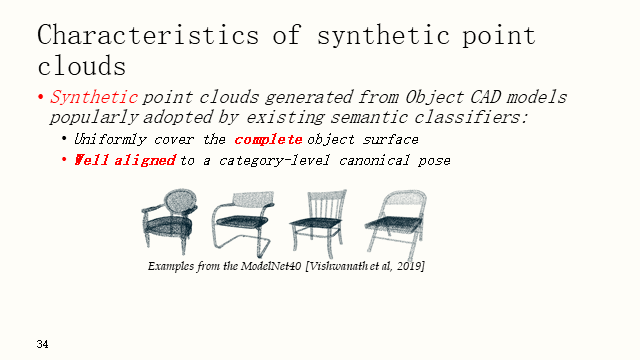 Characteristics of synthetic point
clouds
• Synthetic point clouds generated from Object CAD models
popularly adopted by existing semantic classifiers:
• Uniformly cover the complete object surface
• Well aligned to a category-level canonical pose
Examples from the ModelNet40 [Vishwanath et al, 2019]
34